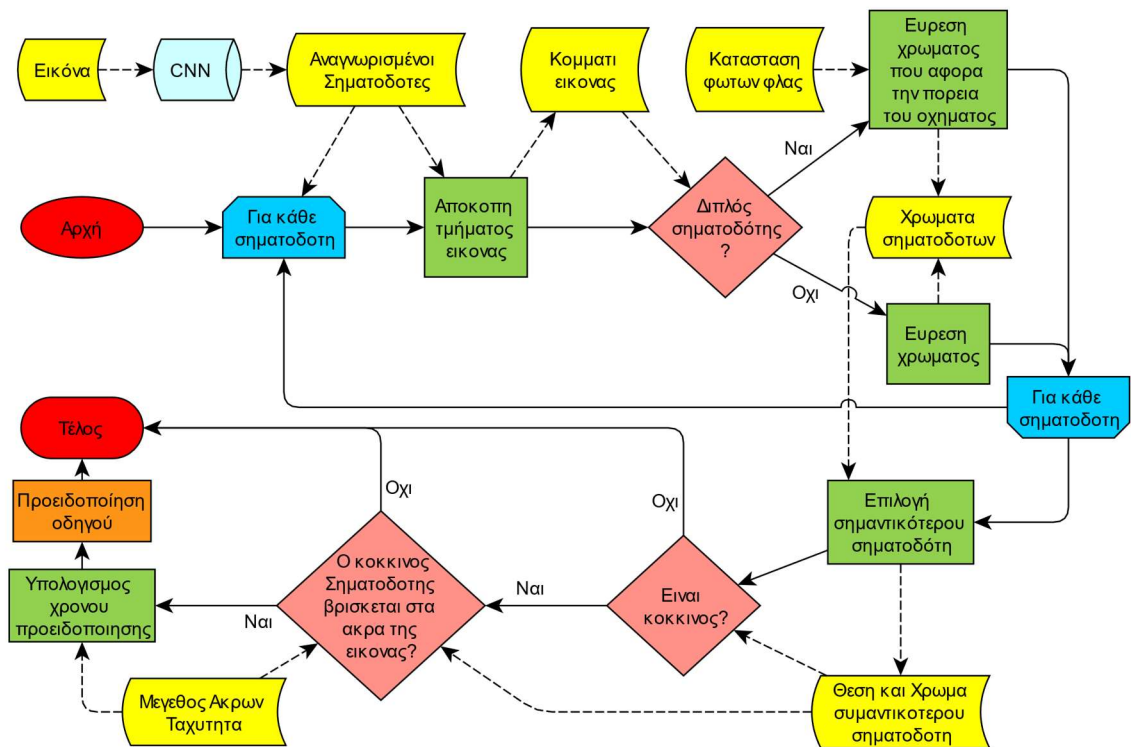 Εικόνα
CNN
Αναγνωρισμένοι
Σηματοδοτες
Κομματι
εικονας
Κατασταση
φωτων φλας
Ευρεση
χρωματος
που αφορα
την πορεια
του οχηματος
Ναι
Αρχή
Για κάθε
σηματοδοτη
Αποκοπη
τμήματος
εικονας
Διπλός
σηματοδότης
?
Χρωματα
σηματοδοτων
Οχι
Ευρεση
χρωματος
Για κάθε
σηματοδοτη
Τέλος
Προειδοποίηση
οδηγού
Οχι
Οχι
Επιλογή
σημαντικότερου
σηματοδότη
Υπολογισμος
χρονου
προειδοποιησης
Ναι
Ο κοκκινος
Σηματοδοτης
βρισκεται στα
ακρα της
εικονας?
Ναι
Ειναι
κοκκινος?
Μεγεθος Ακρων
Ταχυτητα
Θεση και Χρωμα
συμαντικοτερου
σηματοδοτη